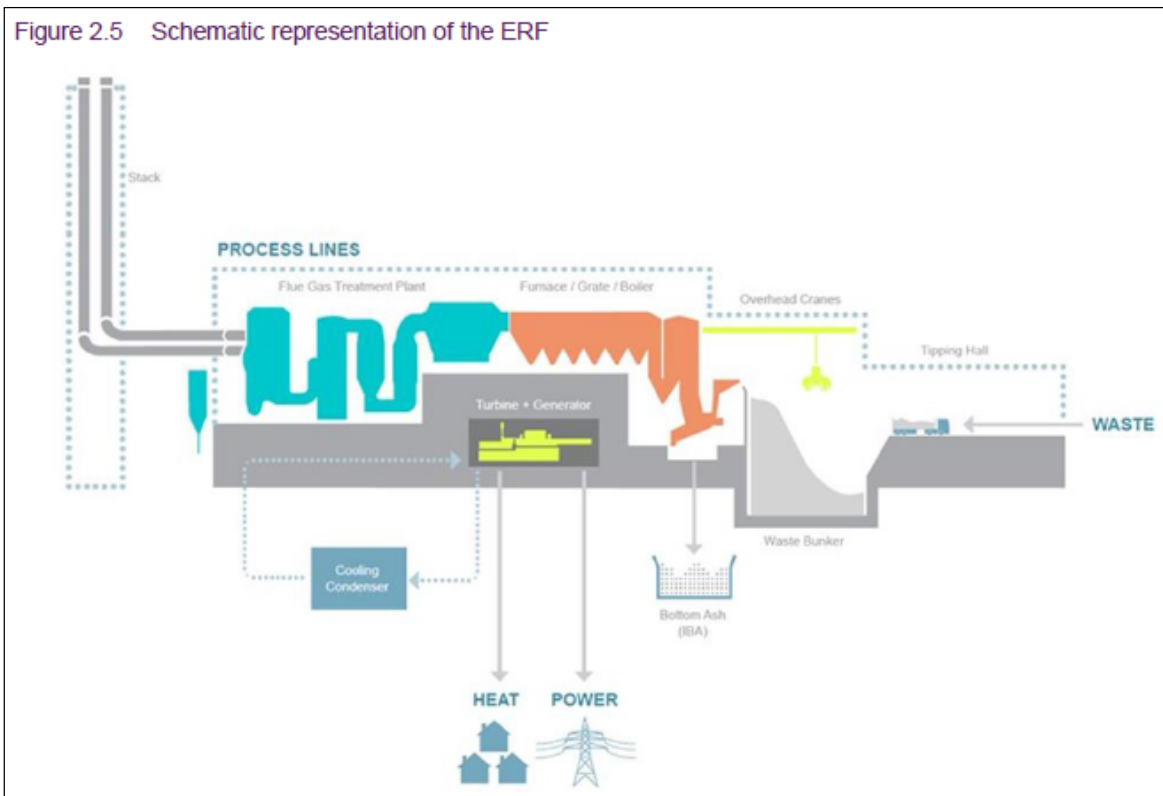 Figure 2.5 Schematic representation of the ERF
Stack
PROCESS LINES
Flue Gas Treatment Plant
Furnace / Grate / Boiler
Overhead Cranes
Tipping Hall
Turbine + Generator
WASTE
Waste Bunker
Cooling
Condenser
Bottom Ash
(IBA)
HEAT
POWER